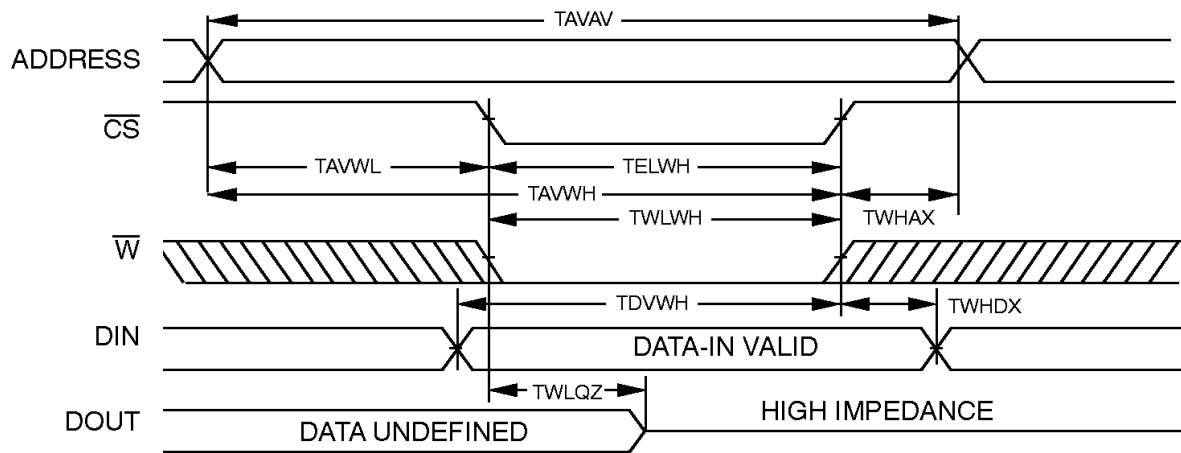 TAVAV
ADDRESS
CS
TAVWL
TELWH
TAVWH
TWLWH
TWHAX
W
TDVWH
TWHDX
DIN
DATA-IN VALID
TWLQZ
DOUT
DATA UNDEFINED
HIGH IMPEDANCE